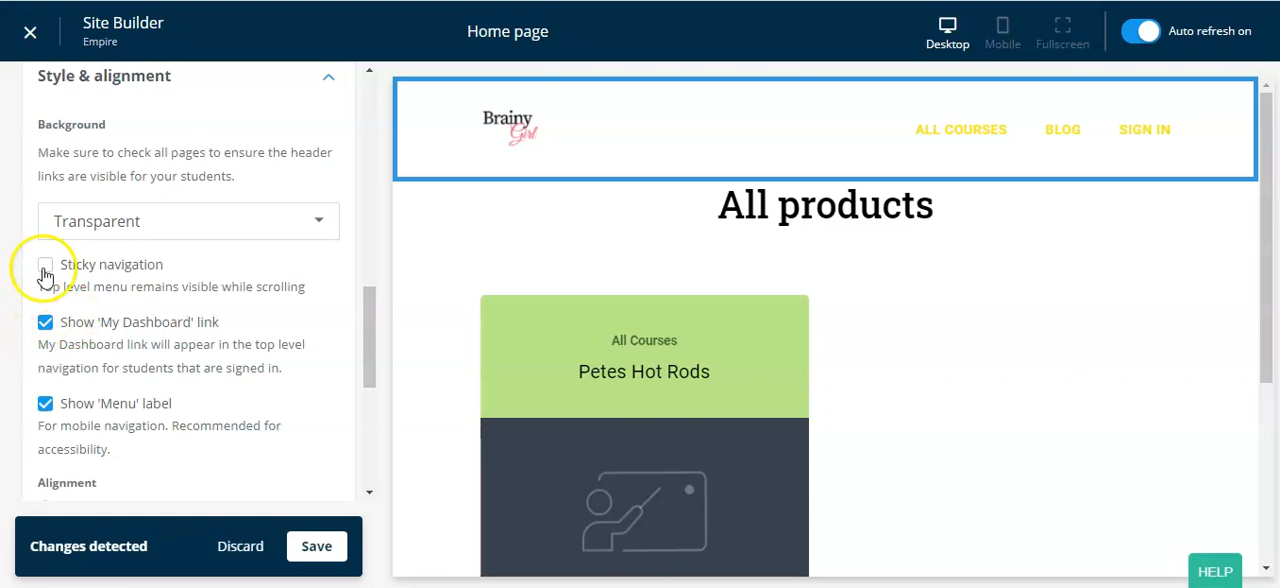 Site Builder
Empire
Home page
Desktop
Mobile
Fullscreen
Auto refresh on
Style & alignment
Background
Make sure to check all pages to ensure the header
links are visible for your students.
Transparent
Sticky navigation
Top level menu remains visible while scrolling
Show 'My Dashboard' link
My Dashboard link will appear in the top level
navigation for students that are signed in.
Show 'Menu' label
For mobile navigation. Recommended for
accessibility.
Alignment
Changes detected
Discard
Save
Brainy
Girl
ALL COURSES
BLOG
SIGN IN
All products
All Courses
Petes Hot Rods
HELP